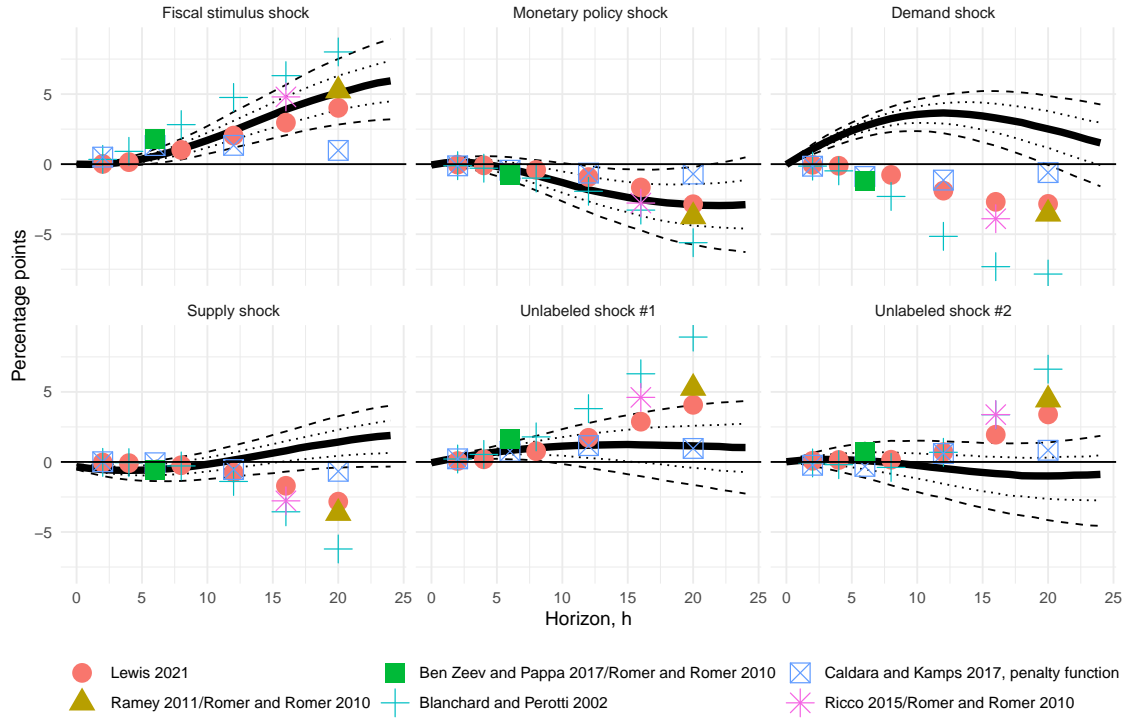 Fiscal stimulus shock
Monetary policy shock
Demand shock
5
0
−5
Supply shock
Unlabeled shock #1
Unlabeled shock #2
5
0
−5
0 5 10 15 20 25
0 5 10 15 20 25
0 5 10 15 20 25
Percentage points
Horizon, h
Lewis 2021
Ben Zeev and Pappa 2017/Romer and Romer 2010
Caldara and Kamps 2017, penalty function
Ramey 2011/Romer and Romer 2010
Blanchard and Perotti 2002
Ricco 2015/Romer and Romer 2010